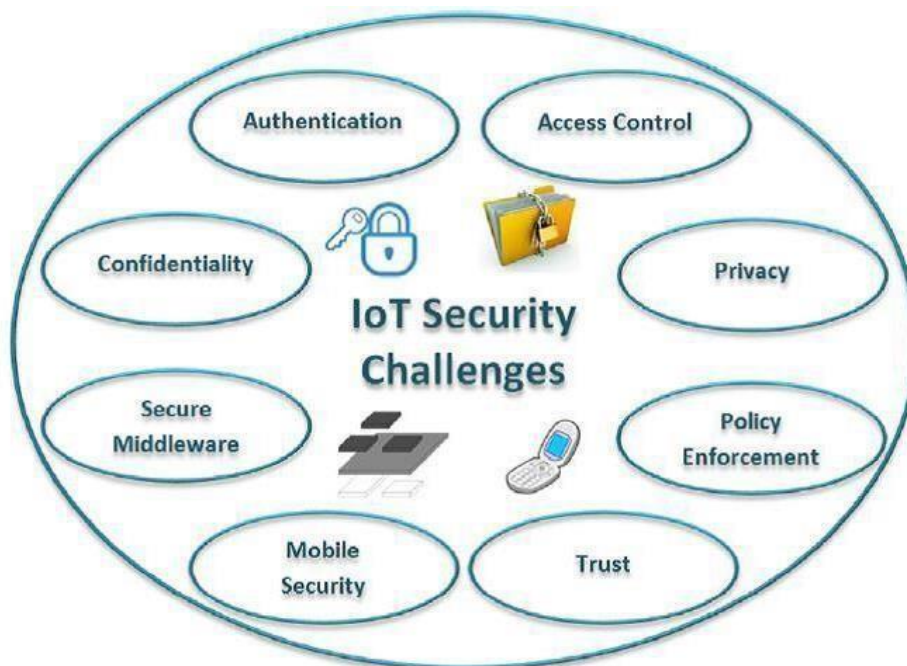 Authentication
Access Control
Confidentiality
Privacy
IoT Security
Challenges
Secure
Middleware
Policy
Enforcement
Mobile
Security
Trust